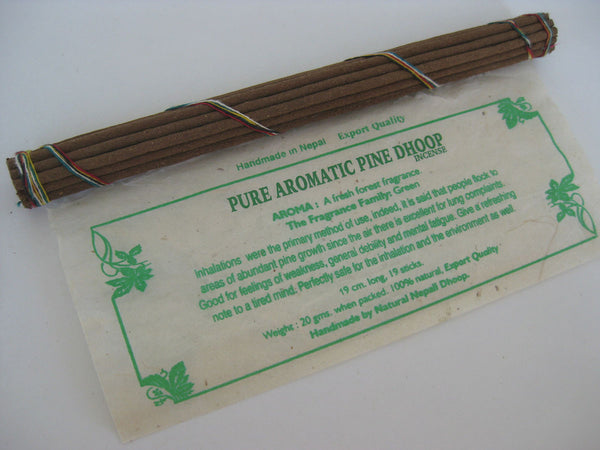 Handmade in Nepal Export Quality
PURE AROMATIC PINE DHOOP
INCENSE
AROMA : A fresh forest fragrance
The Fragrance Family: Green
Inhalations were the primary method of use, indeed, it is said that people flock to
areas of abundant pine growth since the air there is excellent for lung complaints.
Good for feelings of weakness, general debility and mental fatigue. Give a refreshing
note to a tired mind. Perfectly safe for the inhalation and the environment as well.
19 cm. long, 19 sticks.
Weight : 20 gms. when packed. 100% natural, Export Quality
Handmade by Natural Nepali Dhoop.